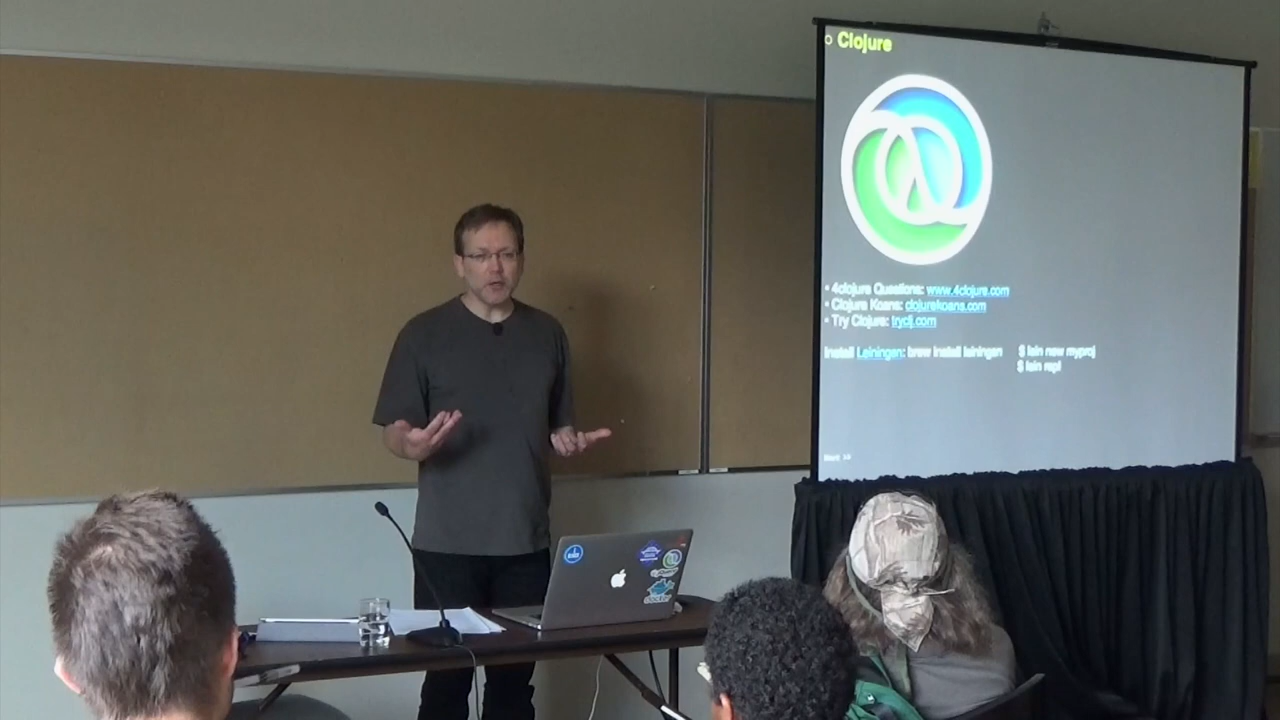 Clojure
• 4clojure Questions: www.4clojure.com
• Clojure Koans: clojurekoans.com
• Try Clojure: tryclj.com
Install Leiningen: brew install leiningen $ lein new myproj
$ lein repl